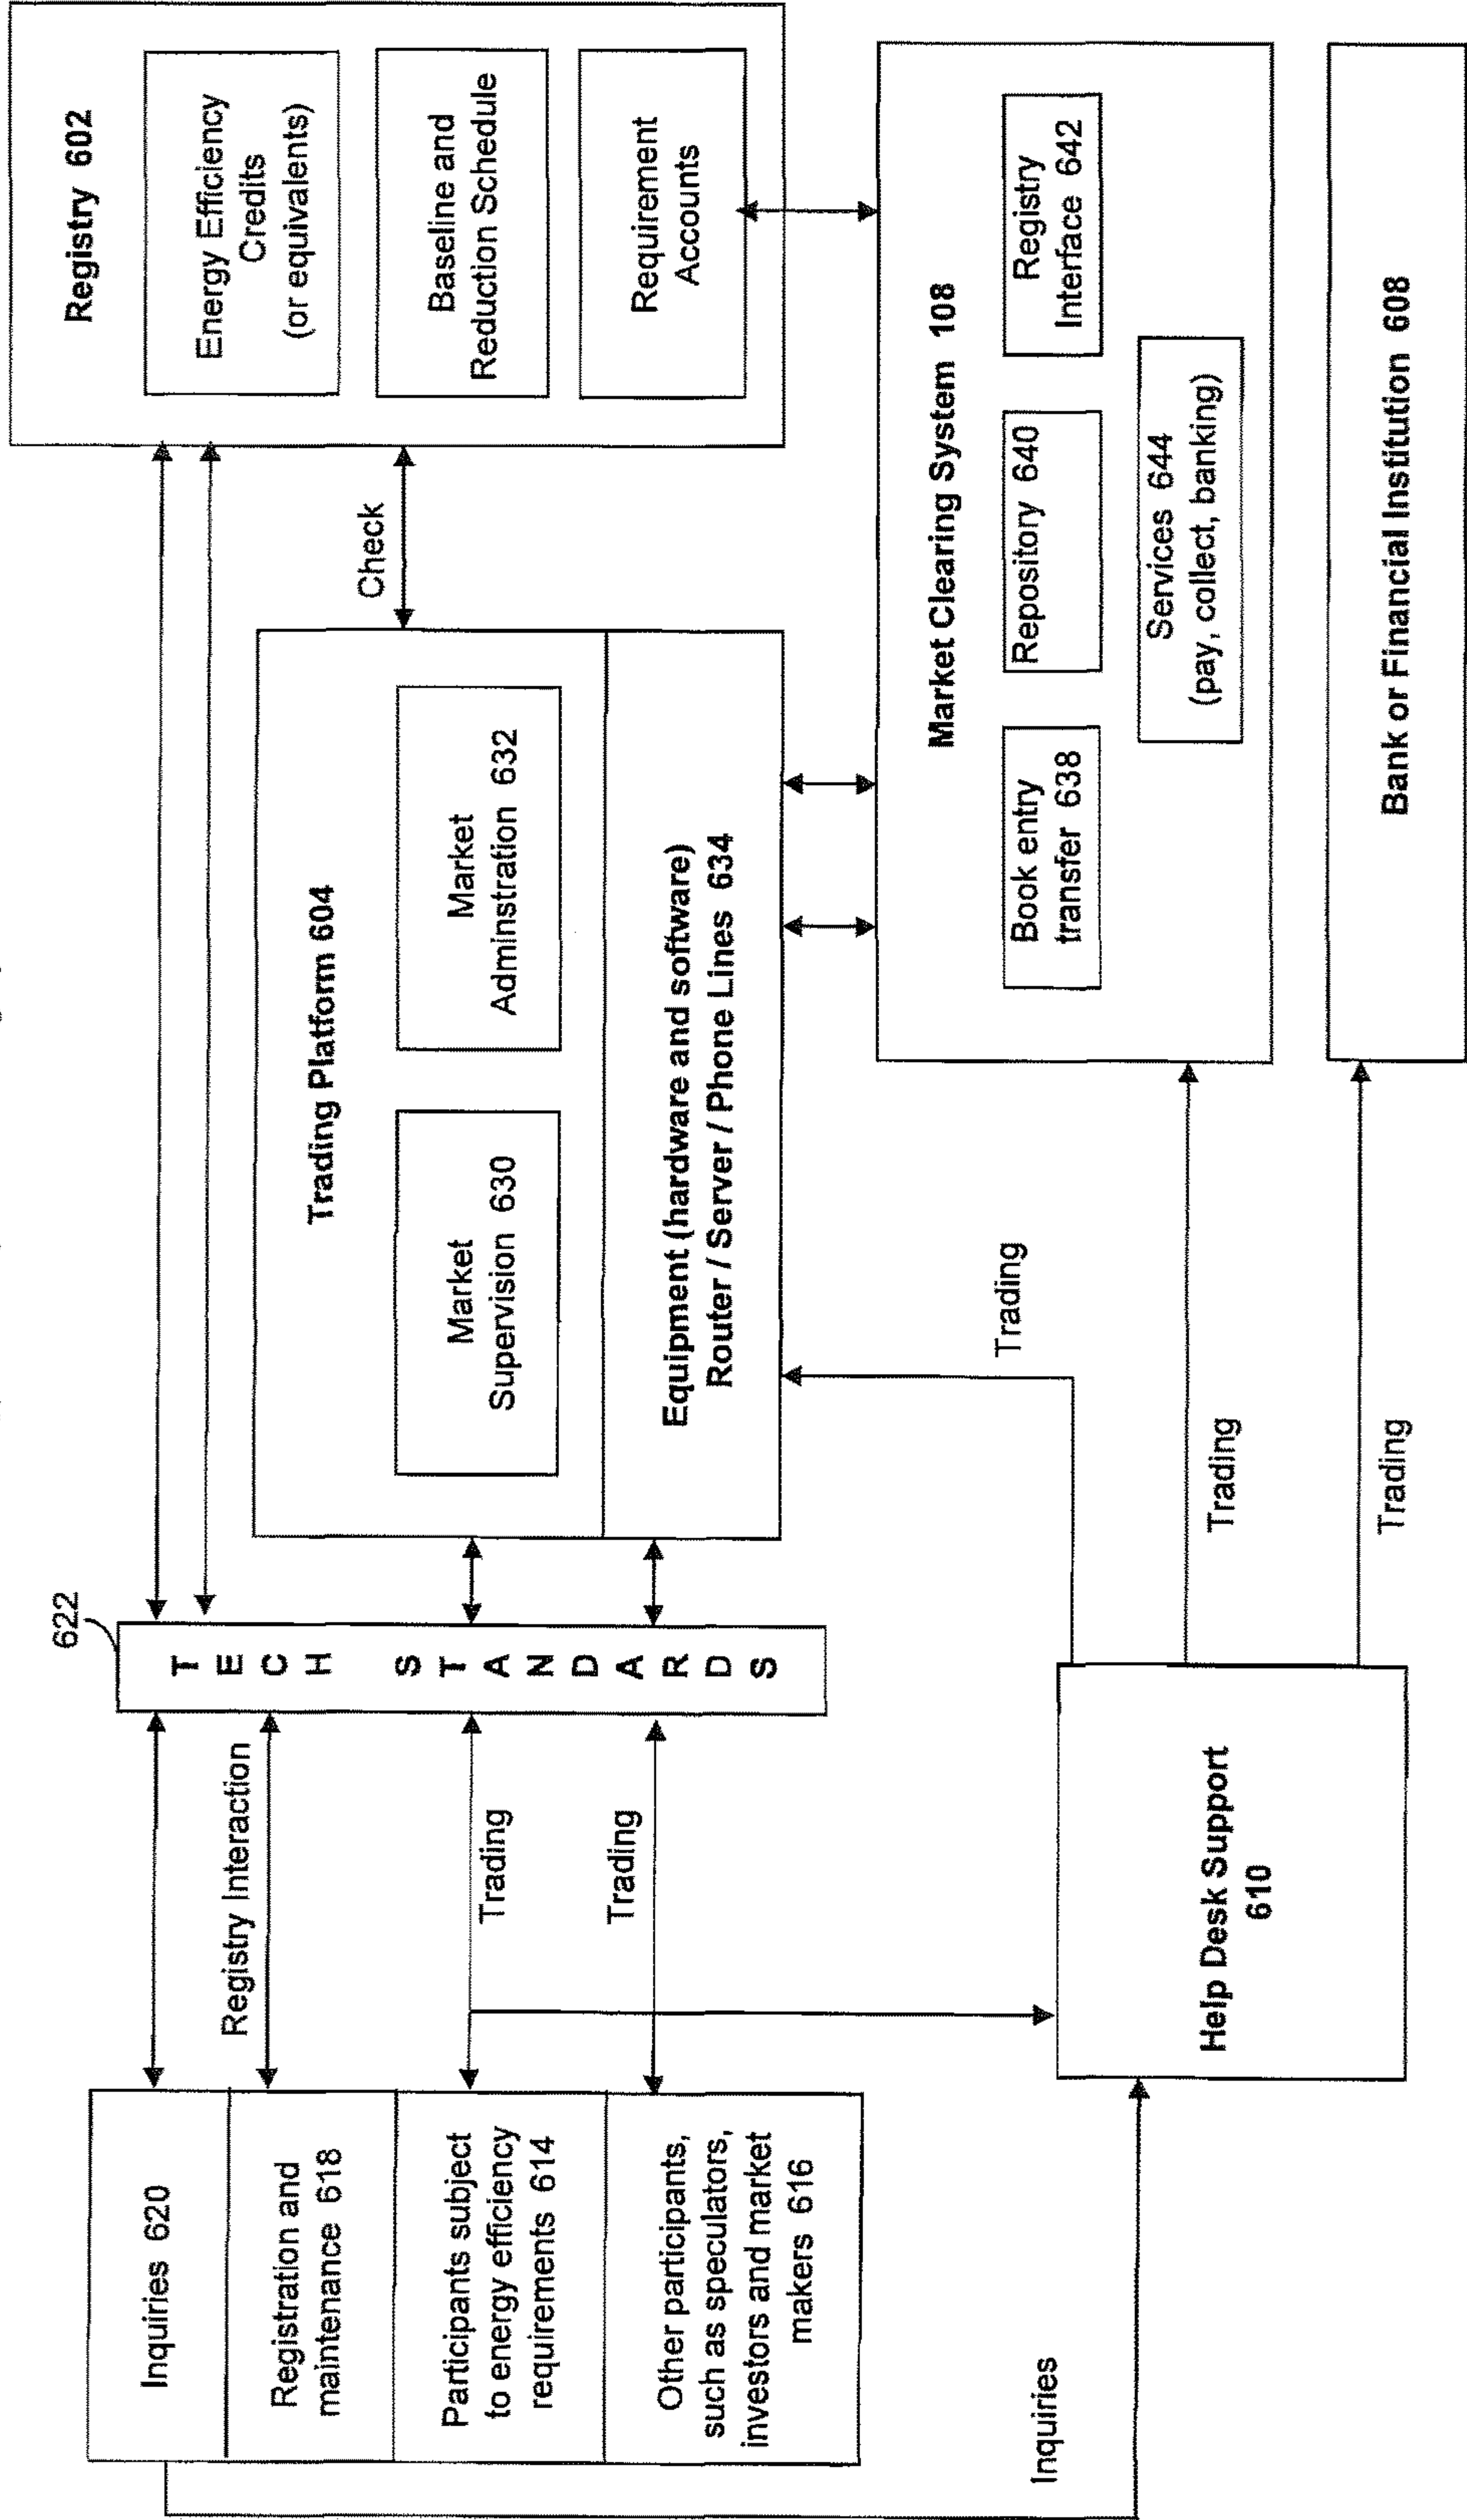 622
Inquiries 620
Registration and
maintenance 618
Participants subject
to energy efficiency
requirements 614
Other participants,
such as speculators,
investors and market
makers 616
Registry Interaction
Trading
Trading
Inquiries
TECH STANDARDS
Trading Platform 604
Market
Supervision 630
Market
Adminstration 632
Equipment (hardware and software)
Router / Server / Phone Lines 634
Check
Registry 602
Energy Efficiency
Credits
(or equivalents)
Baseline and
Reduction Schedule
Requirement
Accounts
Help Desk Support
610
Trading
Trading
Trading
Market Clearing System 108
Book entry
transfer 638
Repository 640
Registry
Interface 642
Services 644
(pay, collect, banking)
Bank or Financial Institution 608